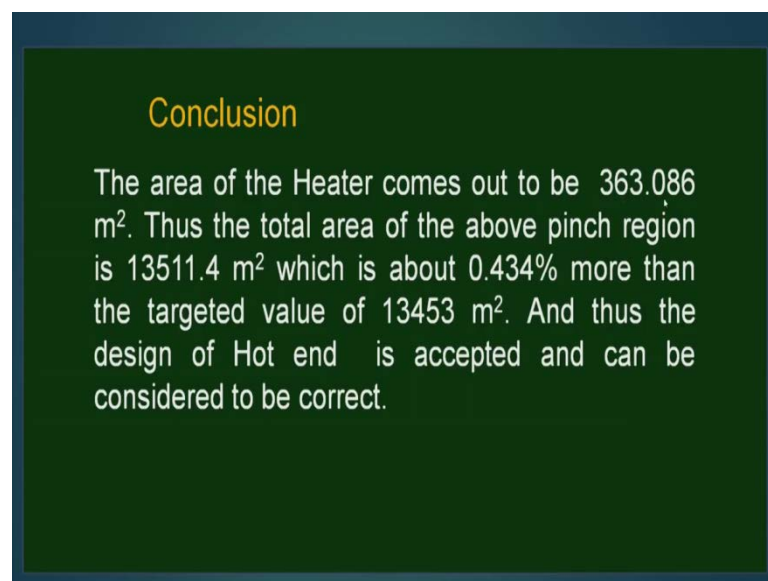 Conclusion
The area of the Heater comes out to be 363.086
m². Thus the total area of the above pinch region
is 13511.4 m² which is about 0.434% more than
the targeted value of 13453 m². And thus the
design of Hot end is accepted and can be
considered to be correct.